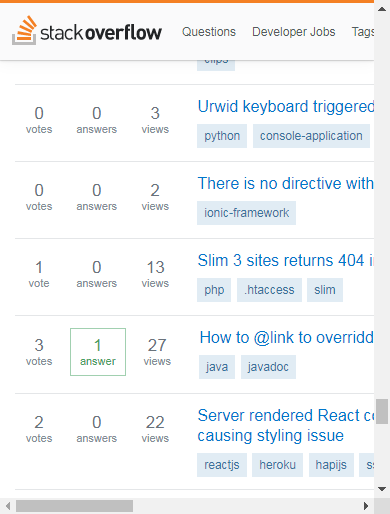 stackoverflow Questions Developer Jobs Tags
clips
0 0 3 Urwid keyboard triggered
votes answers views
python console-application
0 0 2 There is no directive with
votes answers views
ionic-framework
1 0 13 Slim 3 sites returns 404
vote answers views
php .htaccess slim
3 1 27 How to @link to overridd
votes answer views
java javadoc
2 0 22 Server rendered React
votes answers views
causing styling issue
reactjs heroku hapijs